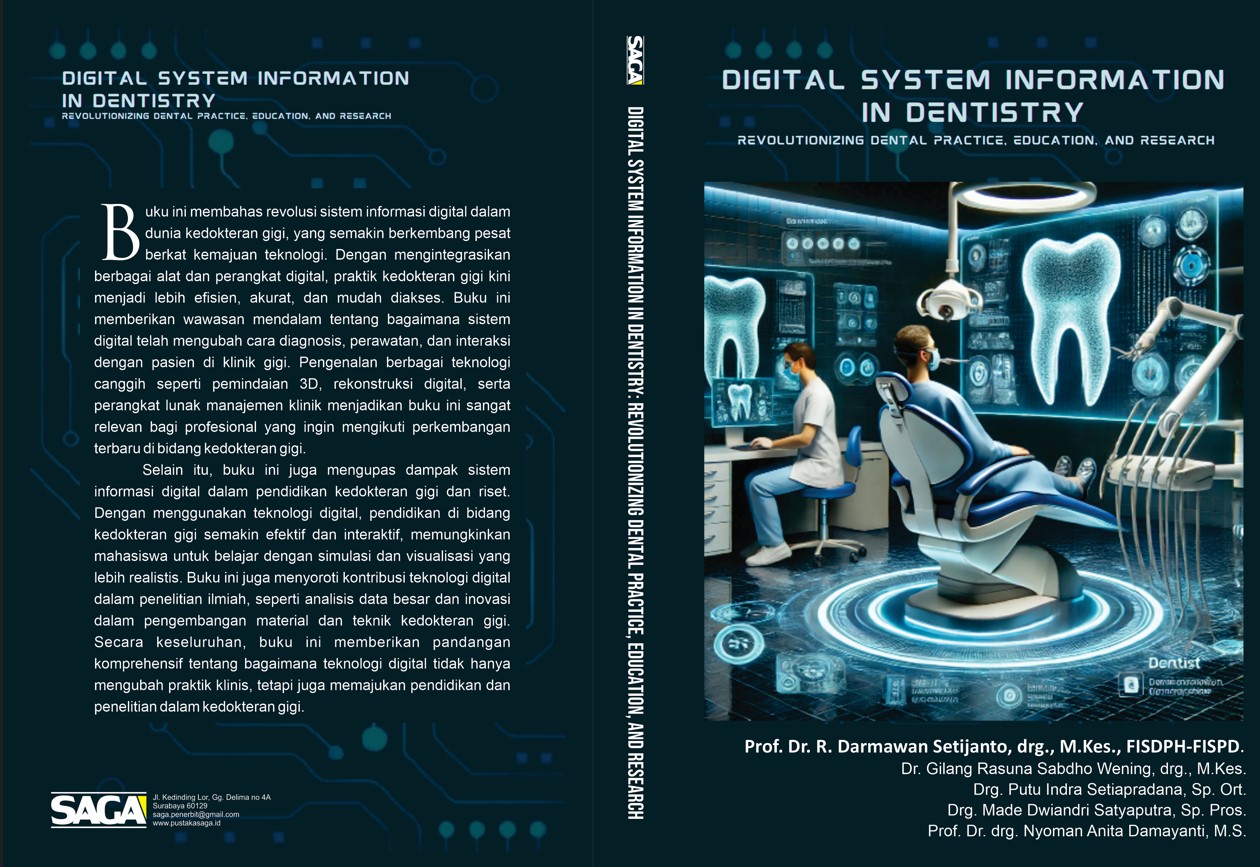 DIGITAL SYSTEM INFORMATION
IN DENTISTRY
REVOLUTIONIZING DENTAL PRACTICE, EDUCATION, AND RESEARCH
Buku ini membahas revolusi sistem informasi digital dalam
dunia kedokteran gigi, yang semakin berkembang pesat
berkat kemajuan teknologi. Dengan mengintegrasikan
berbagai alat dan perangkat digital, praktik kedokteran gigi kini
menjadi lebih efisien, akurat, dan mudah diakses. Buku ini
memberikan wawasan mendalam tentang bagaimana sistem
digital telah mengubah cara diagnosis, perawatan, dan interaksi
dengan pasien di klinik gigi. Pengenalan berbagai teknologi
canggih seperti pemindaian 3D, rekonstruksi digital, serta
perangkat lunak manajemen klinik menjadikan buku ini sangat
relevan bagi profesional yang ingin mengikuti perkembangan
terbaru di bidang kedokteran gigi.
Selain itu, buku ini juga mengupas dampak sistem
informasi digital dalam pendidikan kedokteran gigi dan riset.
Dengan menggunakan teknologi digital, pendidikan di bidang
kedokteran gigi semakin efektif dan interaktif, memungkinkan
mahasiswa untuk belajar dengan simulasi dan visualisasi yang
lebih realistis. Buku ini juga menyoroti kontribusi teknologi digital
dalam penelitian ilmiah, seperti analisis data besar dan inovasi
dalam pengembangan material dan teknik kedokteran gigi.
Secara keseluruhan, buku ini memberikan pandangan
komprehensif tentang bagaimana teknologi digital tidak hanya
mengubah praktik klinis, tetapi juga memajukan pendidikan dan
penelitian dalam kedokteran gigi.
SAGA
Jl. Kedinding Lor, Gg. Delima no 4A
Surabaya 60129
saga.penerbit@gmail.com
www.pustakasaga.id
SAGA
DIGITAL SYSTEM INFORMATION IN DENTISTRY: REVOLUTIONIZING DENTAL PRACTICE, EDUCATION, AND RESEARCH
DIGITAL SYSTEM INFORMATION
IN DENTISTRY
REVOLUTIONIZING DENTAL PRACTICE, EDUCATION, AND RESEARCH
Dentist
Prof. Dr. R. Darmawan Setijanto, drg., M.Kes., FISDPH-FISPD.
Dr. Gilang Rasuna Sabdho Wening, drg., M.Kes.
Drg. Putu Indra Setiapradana, Sp. Ort.
Drg. Made Dwiandri Satyaputra, Sp. Pros.
Prof. Dr. drg. Nyoman Anita Damayanti, M.S.